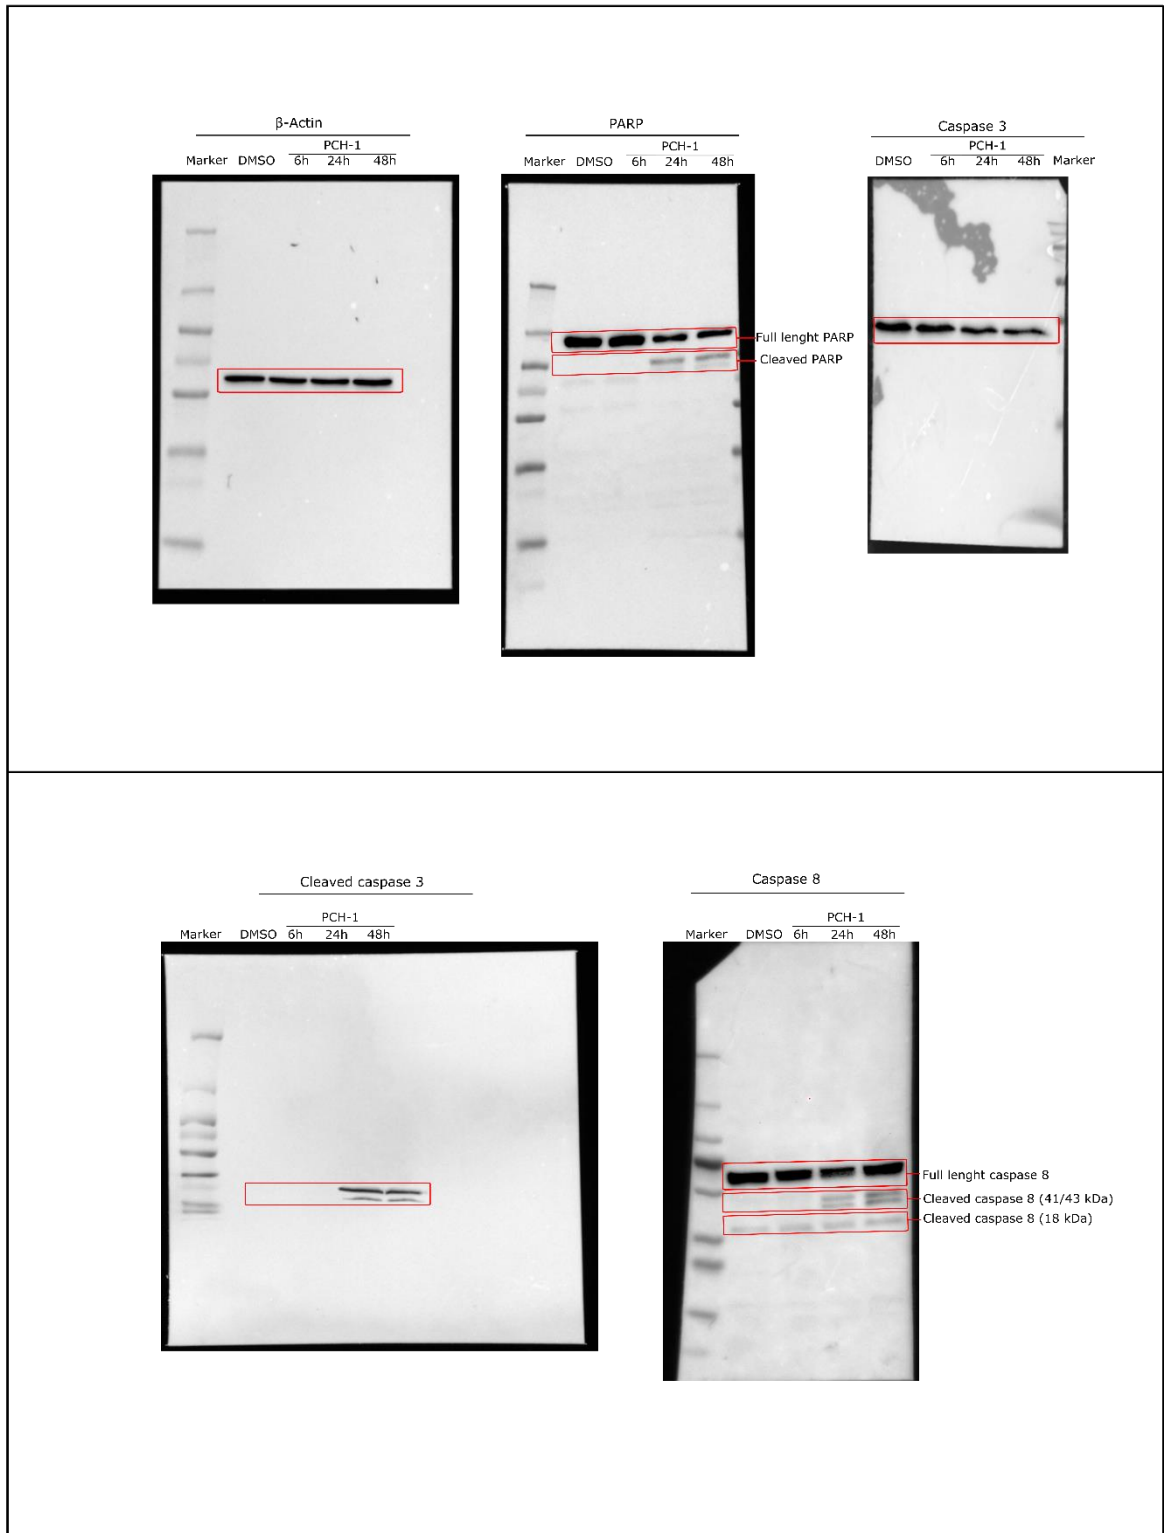 β-Actin
PCH-1
Marker DMSO 6h 24h 48h
PARP
PCH-1
Marker DMSO 6h 24h 48h
Full lenght PARP
Cleaved PARP
Caspase 3
PCH-1
DMSO 6h 24h 48h Marker
Cleaved caspase 3
PCH-1
Marker DMSO 6h 24h 48h
Caspase 8
PCH-1
Marker DMSO 6h 24h 48h
Full lenght caspase 8
Cleaved caspase 8 (41/43 kDa)
Cleaved caspase 8 (18 kDa)